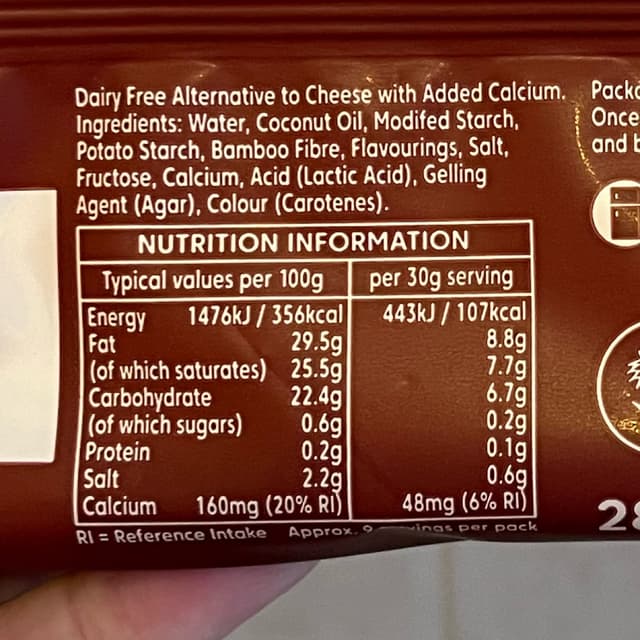 Dairy Free Alternative to Cheese with Added Calcium.
Ingredients: Water, Coconut Oil, Modifed Starch,
Potato Starch, Bamboo Fibre, Flavourings, Salt,
Fructose, Calcium, Acid (Lactic Acid), Gelling
Agent (Agar), Colour (Carotenes).
NUTRITION INFORMATION
Typical values per 100g per 30g serving
Energy 1476kJ / 356kcal 443kJ / 107kcal
Fat 29.5g 8.8g
(of which saturates) 25.5g 7.7g
Carbohydrate 22.4g 6.7g
(of which sugars) 0.6g 0.2g
Protein 0.2g 0.1g
Salt 2.2g 0.6g
Calcium 160mg (20% RI) 48mg (6% RI)
RI = Reference Intake Approx. per pack
Once
and